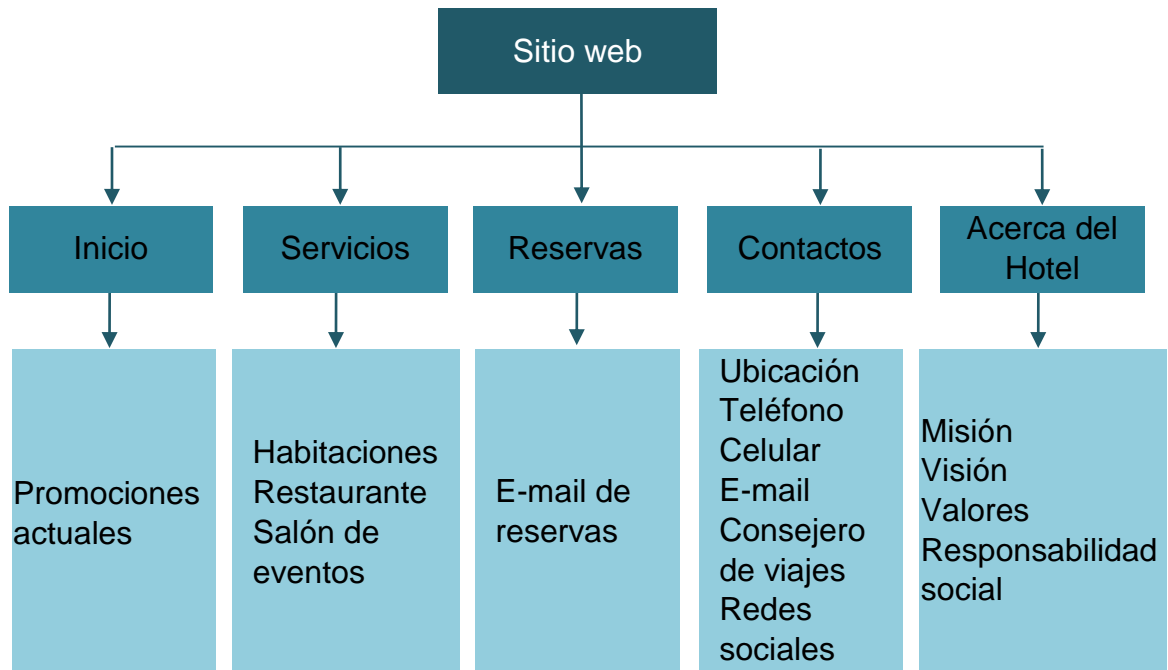 Sitio web
Inicio
Servicios
Reservas
Contactos
Acerca del
Hotel
Promociones
actuales
Habitaciones
Restaurante
Salón de
eventos
E-mail de
reservas
Ubicación
Teléfono
Celular
E-mail
Consejero
de viajes
Redes
sociales
Misión
Visión
Valores
Responsabilidad
social